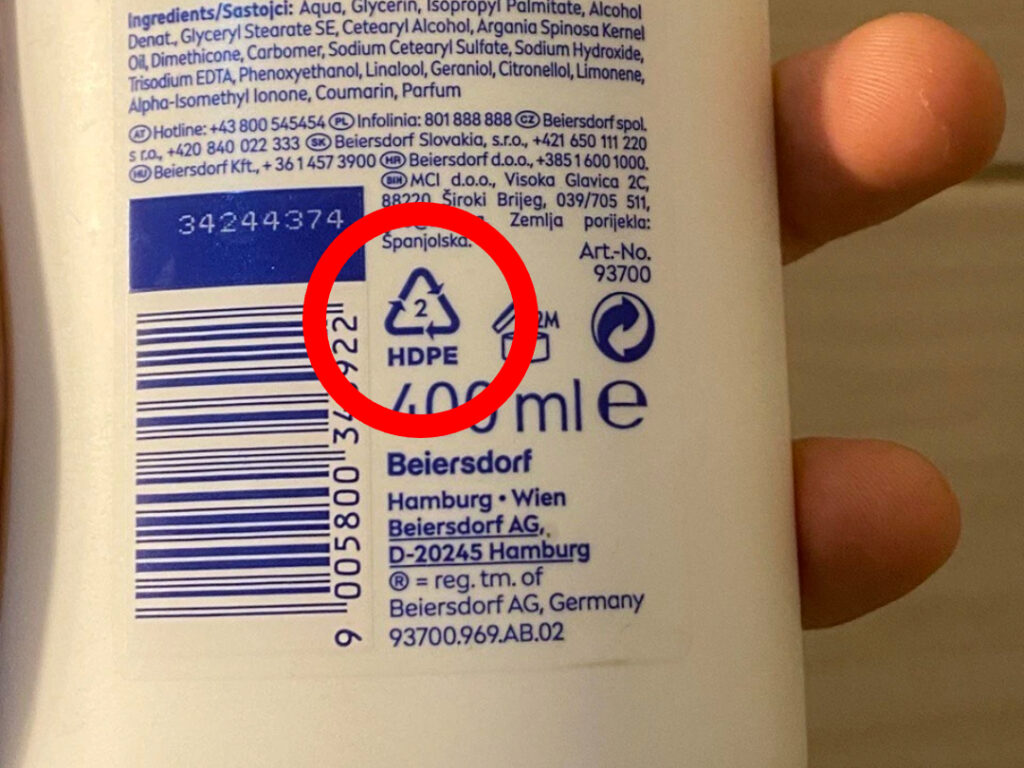 Ingredients/Sastojci: Aqua, Glycerin, Isopropyl Palmitate, Alcohol
Denat., Glyceryl Stearate SE, Cetearyl Alcohol, Argania Spinosa Kernel
Oil, Dimethicone, Carbomer, Sodium Cetearyl Sulfate, Sodium Hydroxide,
Trisodium EDTA, Phenoxyethanol, Linalool, Geraniol, Citronellol, Limonene,
Alpha-Isomethyl Ionone, Coumarin, Parfum
AT Hotline: +43 800 545454 PL Infolinia: 801 888 888 CZ Beiersdorf spol.
s r.o., +420 840 022 333 SK Beiersdorf Slovakia, s.r.o., +421 650 111 220
HU Beiersdorf Kft., + 36 1 457 3900 HR Beiersdorf d.o.o., +385 1 600 1000.
BIH MCI d.o.o., Visoka Glavica 2C,
88220 Široki Brijeg, 039/705 511,
Zemlja porijekla:
Španjolska.
34244374
Art.-No.
93700
2
HDPE
400 ml e
9 005800 34 922
Beiersdorf
Hamburg • Wien
Beiersdorf AG,
D-20245 Hamburg
® = reg. tm. of
Beiersdorf AG, Germany
93700.969.AB.02